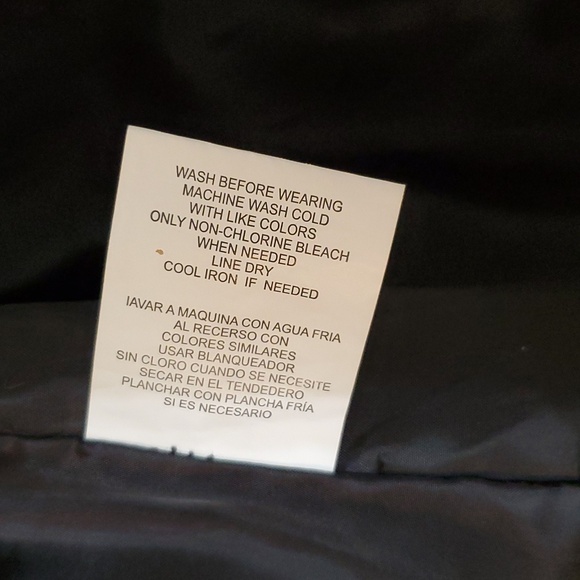 WASH BEFORE WEARING
MACHINE WASH COLD
WITH LIKE COLORS
ONLY NON-CHLORINE BLEACH
WHEN NEEDED
LINE DRY
COOL IRON IF NEEDED
IAVAR A MAQUINA CON AGUA FRIA
AL RECERSO CON
COLORES SIMILARES
USAR BLANQUEADOR
SIN CLORO CUANDO SE NECESITE
SECAR EN EL TENDEDERO
PLANCHAR CON PLANCHA FRÍA
SI ES NECESARIO